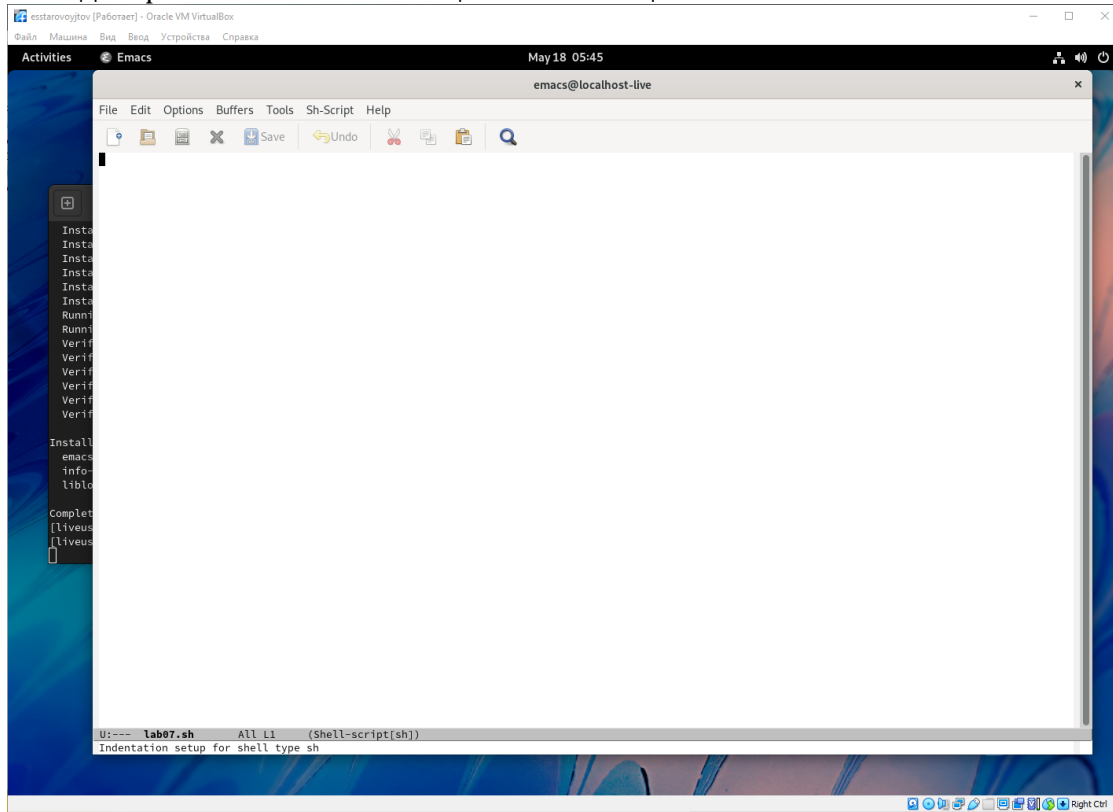 esstarovoyjtov [Работает] - Oracle VM VirtualBox
Файл Машина Вид Ввод Устройства Справка
Activities Emacs May 18 05:45
emacs@localhost-live
File Edit Options Buffers Tools Sh-Script Help
Save Undo
Insta
Insta
Insta
Insta
Insta
Insta
Runni
Runni
Verif
Verif
Verif
Verif
Verif
Verif
Install
emacs
info-
liblo
Complet
[liveus
[liveus
U:--- lab07.sh All L1 (Shell-script[sh])
Indentation setup for shell type sh
Right Ctrl